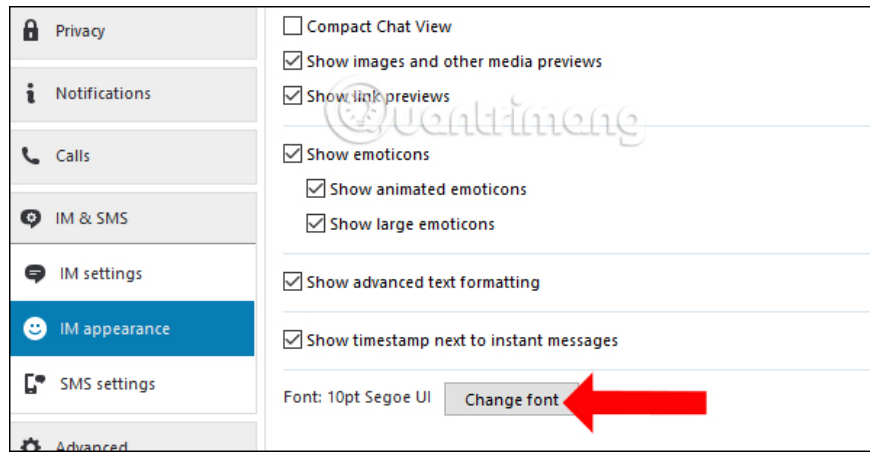 Privacy
Notifications
Calls
IM & SMS
IM settings
IM appearance
SMS settings
Advanced
Compact Chat View
Show images and other media previews
Show link previews
Quantrimang
Show emoticons
Show animated emoticons
Show large emoticons
Show advanced text formatting
Show timestamp next to instant messages
Font: 10pt Segoe UI
Change font